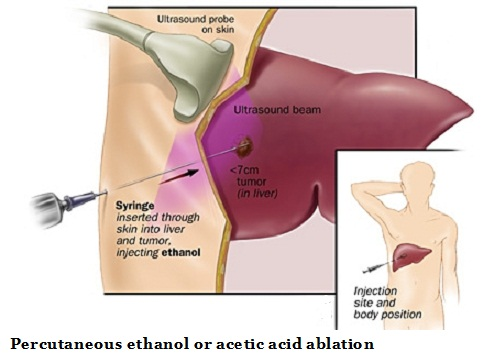 Ultrasound probe
on skin
Ultrasound beam
<7cm
tumor
(in liver)
Syringe
inserted through
skin into liver
and tumor,
injecting ethanol
Injection
site and
body position
Percutaneous ethanol or acetic acid ablation